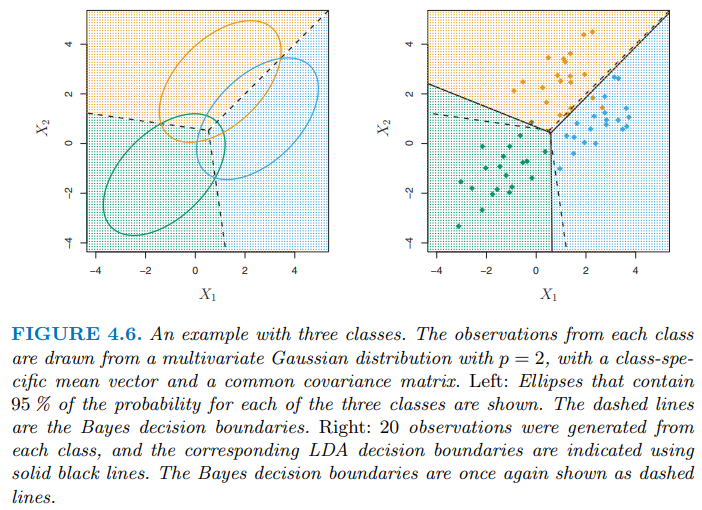 4
2
0
−2
−4
X2
−4
−2
0
2
4
X1
4
2
0
−2
−4
X2
−4
−2
0
2
4
X1
FIGURE 4.6. An example with three classes. The observations from each class
are drawn from a multivariate Gaussian distribution with p = 2, with a class-spe-
cific mean vector and a common covariance matrix. Left: Ellipses that contain
95 % of the probability for each of the three classes are shown. The dashed lines
are the Bayes decision boundaries. Right: 20 observations were generated from
each class, and the corresponding LDA decision boundaries are indicated using
solid black lines. The Bayes decision boundaries are once again shown as dashed
lines.